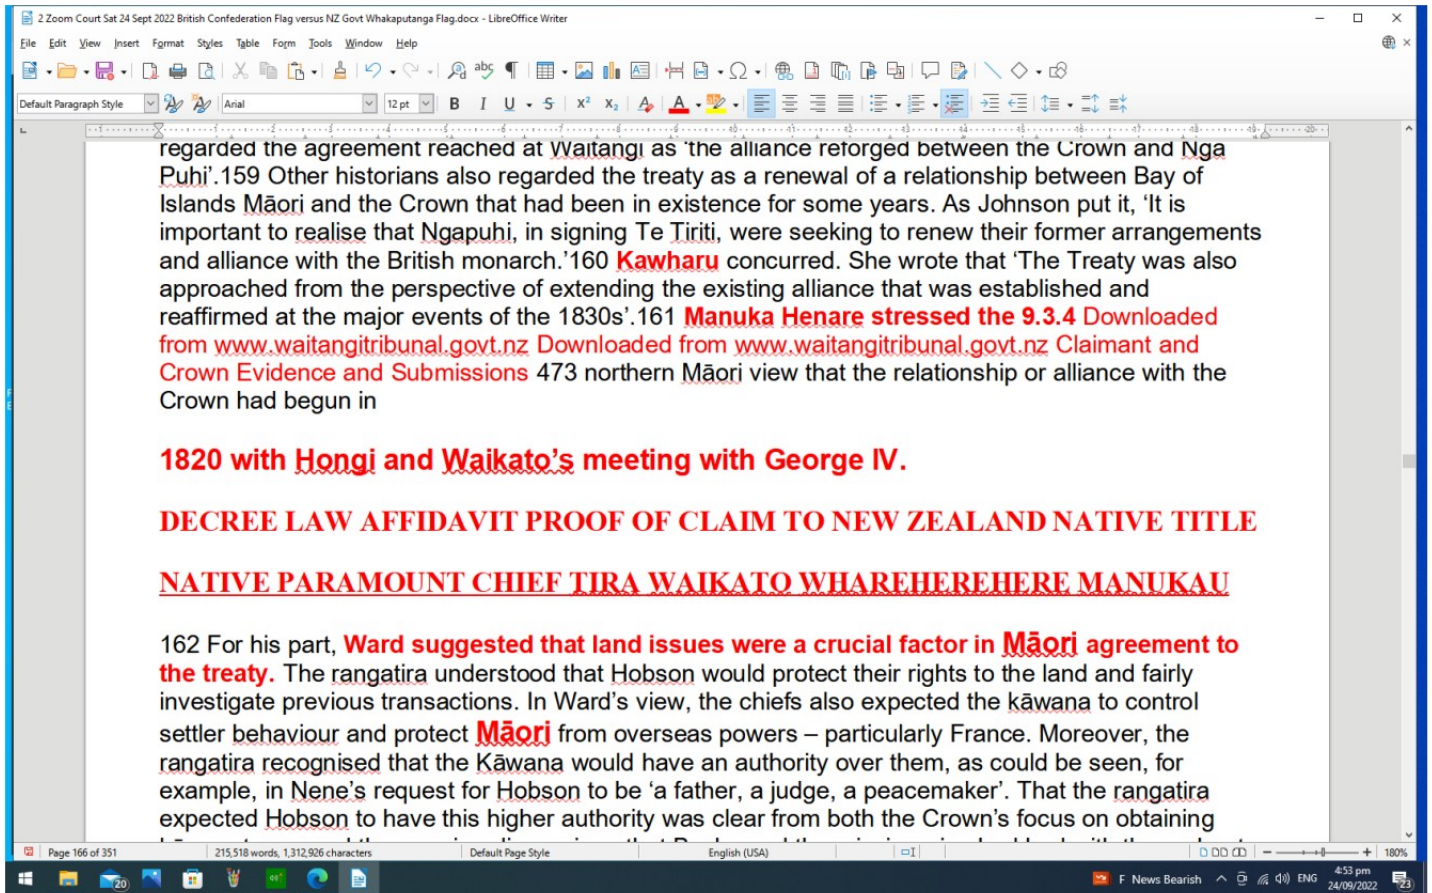 2 Zoom Court Sat 24 Sept 2022 British Confederation Flag versus NZ Govt Whakaputanga Flag.docx - LibreOffice Writer
File Edit View Insert Format Styles Table Form Tools Window Help
Default Paragraph Style Arial 12 pt
regarded the agreement reached at Waitangi as ‘the alliance reforged between the Crown and Nga
Puhi’.159 Other historians also regarded the treaty as a renewal of a relationship between Bay of
Islands Māori and the Crown that had been in existence for some years. As Johnson put it, ‘It is
important to realise that Ngapuhi, in signing Te Tiriti, were seeking to renew their former arrangements
and alliance with the British monarch.’160 Kawharu concurred. She wrote that ‘The Treaty was also
approached from the perspective of extending the existing alliance that was established and
reaffirmed at the major events of the 1830s’.161 Manuka Henare stressed the 9.3.4 Downloaded
from www.waitangitribunal.govt.nz Downloaded from www.waitangitribunal.govt.nz Claimant and
Crown Evidence and Submissions 473 northern Māori view that the relationship or alliance with the
Crown had begun in
1820 with Hongi and Waikato’s meeting with George IV.
DECREE LAW AFFIDAVIT PROOF OF CLAIM TO NEW ZEALAND NATIVE TITLE
NATIVE PARAMOUNT CHIEF TIRA WAIKATO WHAREHEREHERE MANUKAU
162 For his part, Ward suggested that land issues were a crucial factor in Māori agreement to
the treaty. The rangatira understood that Hobson would protect their rights to the land and fairly
investigate previous transactions. In Ward’s view, the chiefs also expected the kāwana to control
settler behaviour and protect Māori from overseas powers – particularly France. Moreover, the
rangatira recognised that the Kāwana would have an authority over them, as could be seen, for
example, in Nene’s request for Hobson to be ‘a father, a judge, a peacemaker’. That the rangatira
expected Hobson to have this higher authority was clear from both the Crown’s focus on obtaining
Page 166 of 351 215,518 words, 1,312,926 characters Default Page Style English (USA) 180%
20 F News Bearish ENG 4:53 pm
24/09/2022 23